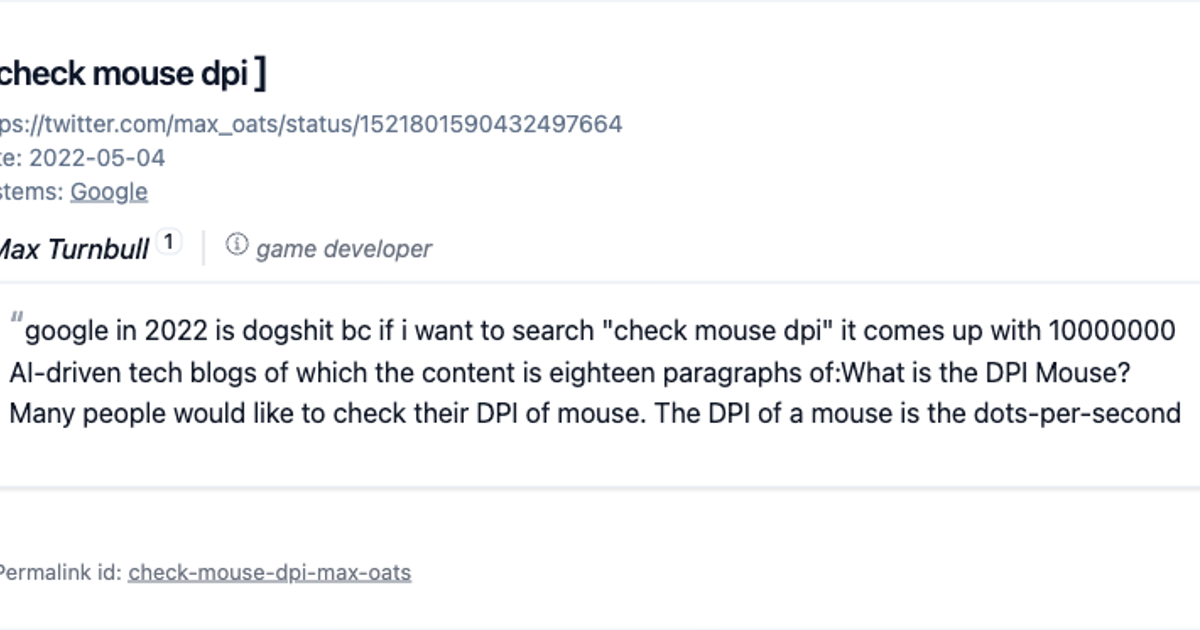 check mouse dpi ]
ps://twitter.com/max_oats/status/1521801590432497664
te: 2022-05-04
stems: Google
Max Turnbull 1 game developer
"google in 2022 is dogshit bc if i want to search "check mouse dpi" it comes up with 10000000
AI-driven tech blogs of which the content is eighteen paragraphs of:What is the DPI Mouse?
Many people would like to check their DPI of mouse. The DPI of a mouse is the dots-per-second
Permalink id: check-mouse-dpi-max-oats